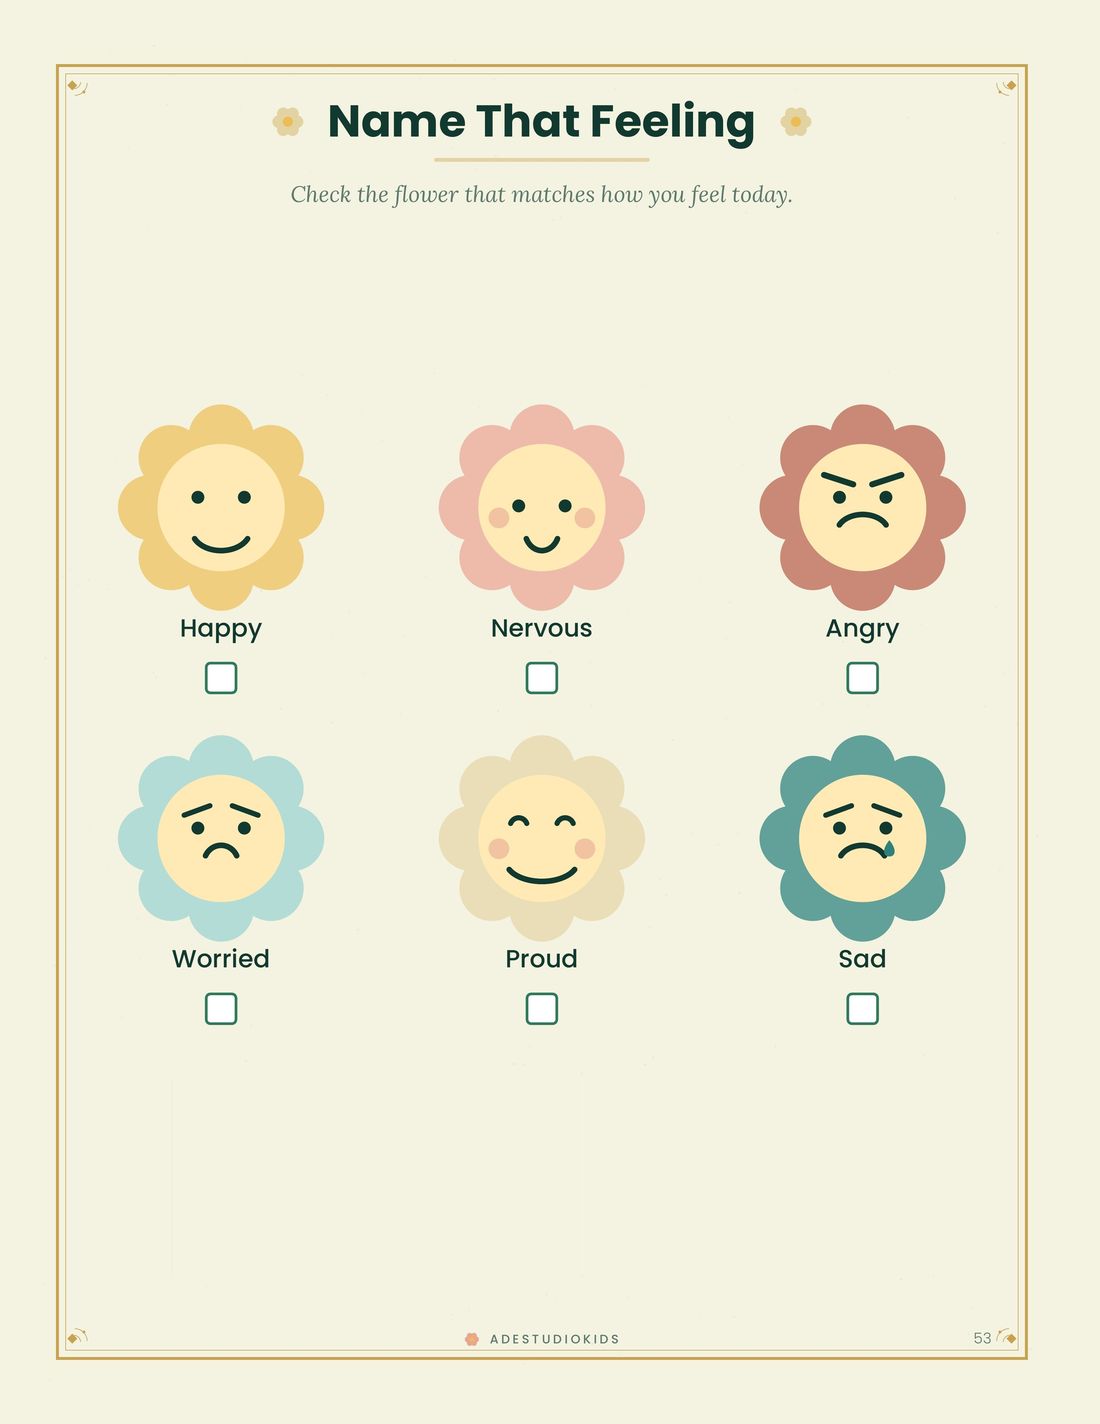 Name That Feeling
Check the flower that matches how you feel today.
Happy
Nervous
Angry
Worried
Proud
Sad
ADESTUDIOKIDS
53